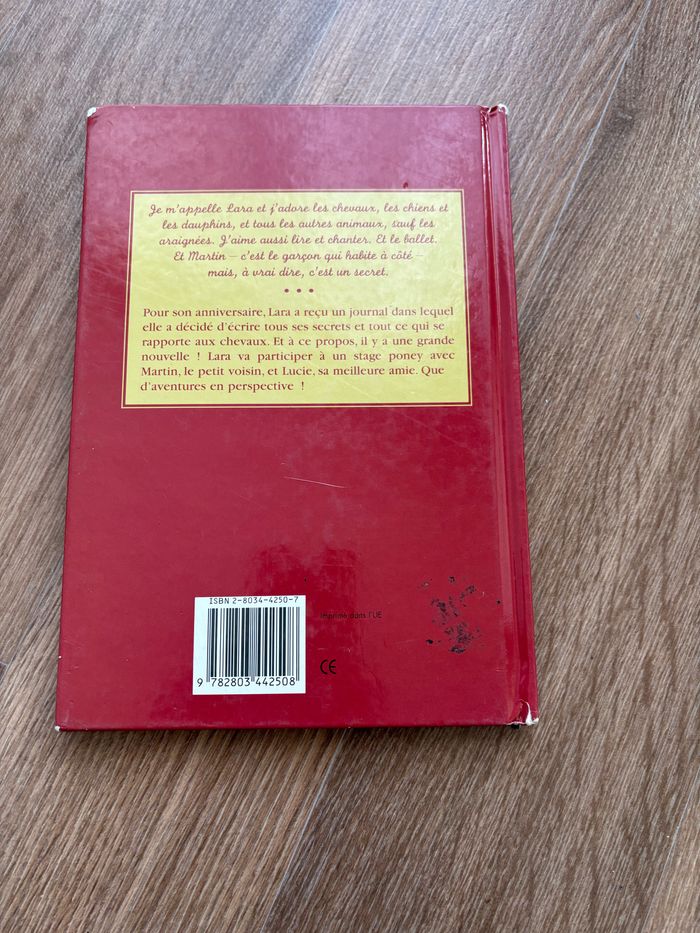 Je m'appelle Lara et j'adore les chevaux, les chiens et
les dauphins, et tous les autres animaux, sauf les
araignées. J'aime aussi lire et chanter. Et le ballet.
Et Martin – c'est le garçon qui habite à côté –
mais, à vrai dire, c'est un secret.
• • •
Pour son anniversaire, Lara a reçu un journal dans lequel
elle a décidé d'écrire tous ses secrets et tout ce qui se
rapporte aux chevaux. Et à ce propos, il y a une grande
nouvelle ! Lara va participer à un stage poney avec
Martin, le petit voisin, et Lucie, sa meilleure amie. Que
d'aventures en perspective !
ISBN 2-8034-4250-7
Imprimé dans l'UE
CE
9 782803 442508